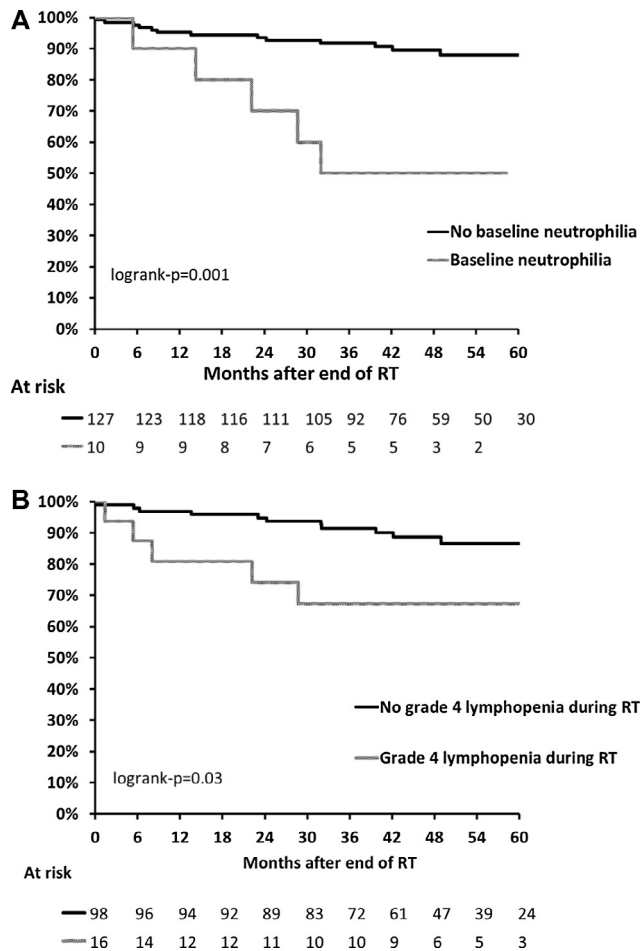 A
100%
90%
80%
70%
60%
50%
40%
30%
20%
10%
0%
No baseline neutrophilia
Baseline neutrophilia
logrank-p=0.001
0 6 12 18 24 30 36 42 48 54 60
Months after end of RT
At risk
127 123 118 116 111 105 92 76 59 50 30
10 9 9 8 7 6 5 5 3 2
B
100%
90%
80%
70%
60%
50%
40%
30%
20%
10%
0%
No grade 4 lymphopenia during RT
Grade 4 lymphopenia during RT
logrank-p=0.03
0 6 12 18 24 30 36 42 48 54 60
Months after end of RT
At risk
98 96 94 92 89 83 72 61 47 39 24
16 14 12 12 11 10 10 9 6 5 3